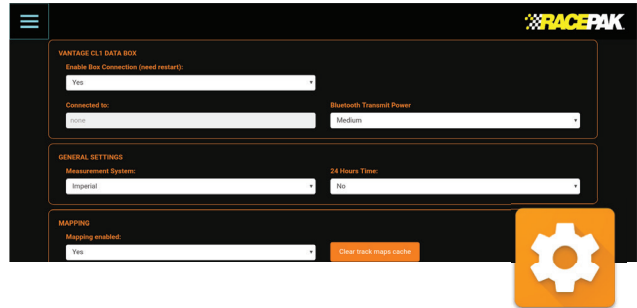 RACEPAK
VANTAGE CL1 DATA BOX
Enable Box Connection (need restart):
Yes
Connected to:
Bluetooth Transmit Power
none
Medium
GENERAL SETTINGS
Measurement System:
24 Hours Time:
Imperial
No
MAPPING
Mapping enabled:
Yes
Clear track maps cache